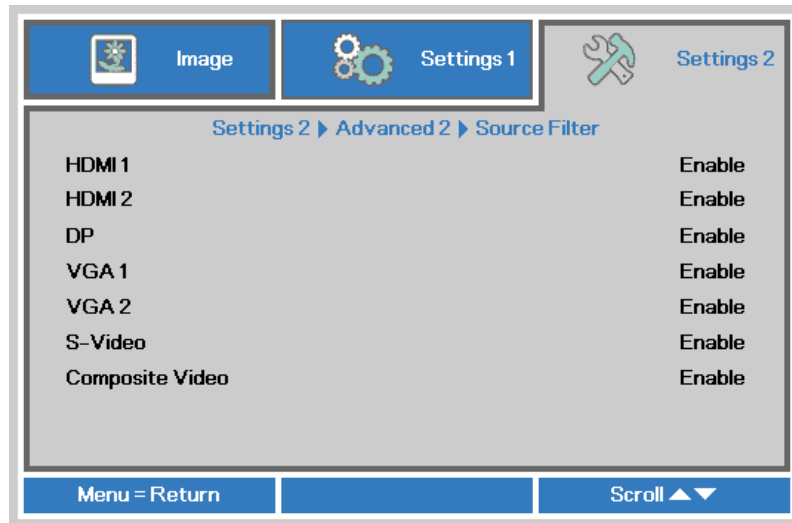 Image Settings 1 Settings 2
Settings 2 ▶ Advanced 2 ▶ Source Filter
HDMI 1 Enable
HDMI 2 Enable
DP Enable
VGA 1 Enable
VGA 2 Enable
S-Video Enable
Composite Video Enable
Menu = Return Scroll ▲▼